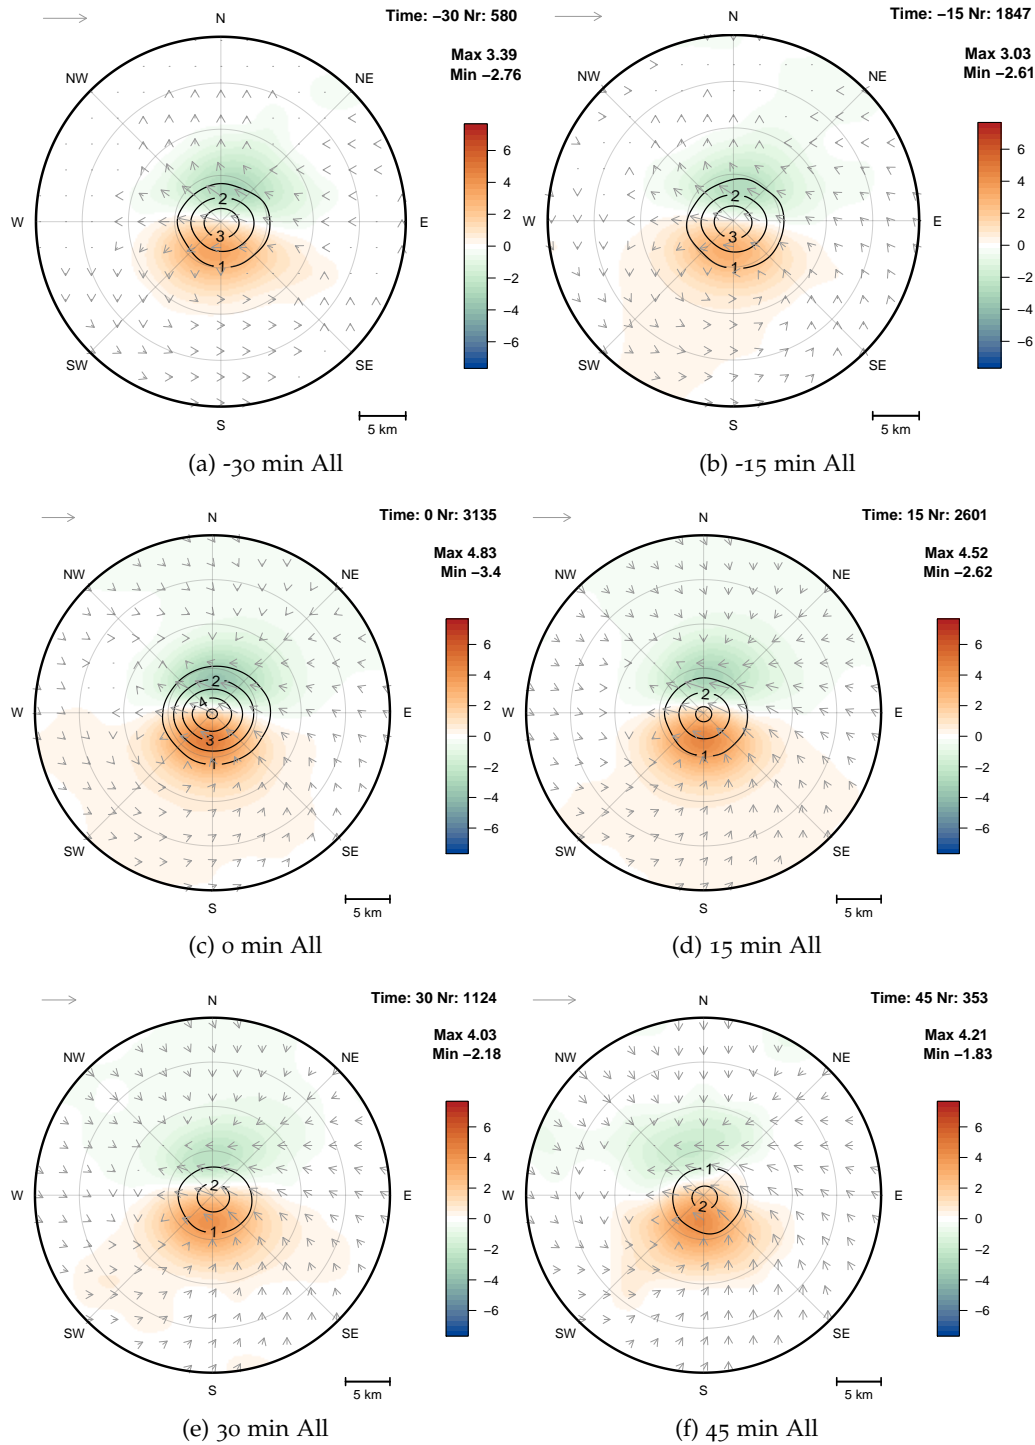 Time: −30 Nr: 580
Max 3.39
Min −2.76
N
NE
E
SE
S
SW
W
NW
2
3
1
6
4
2
0
−2
−4
−6
5 km
(a) -30 min All
Time: −15 Nr: 1847
Max 3.03
Min −2.61
N
NE
E
SE
S
SW
W
NW
2
3
1
6
4
2
0
−2
−4
−6
5 km
(b) -15 min All
Time: 0 Nr: 3135
Max 4.83
Min −3.4
N
NE
E
SE
S
SW
W
NW
2
4
3
1
6
4
2
0
−2
−4
−6
5 km
(c) 0 min All
Time: 15 Nr: 2601
Max 4.52
Min −2.62
N
NE
E
SE
S
SW
W
NW
2
1
6
4
2
0
−2
−4
−6
5 km
(d) 15 min All
Time: 30 Nr: 1124
Max 4.03
Min −2.18
N
NE
E
SE
S
SW
W
NW
2
1
6
4
2
0
−2
−4
−6
5 km
(e) 30 min All
Time: 45 Nr: 353
Max 4.21
Min −1.83
N
NE
E
SE
S
SW
W
NW
1
2
6
4
2
0
−2
−4
−6
5 km
(f) 45 min All